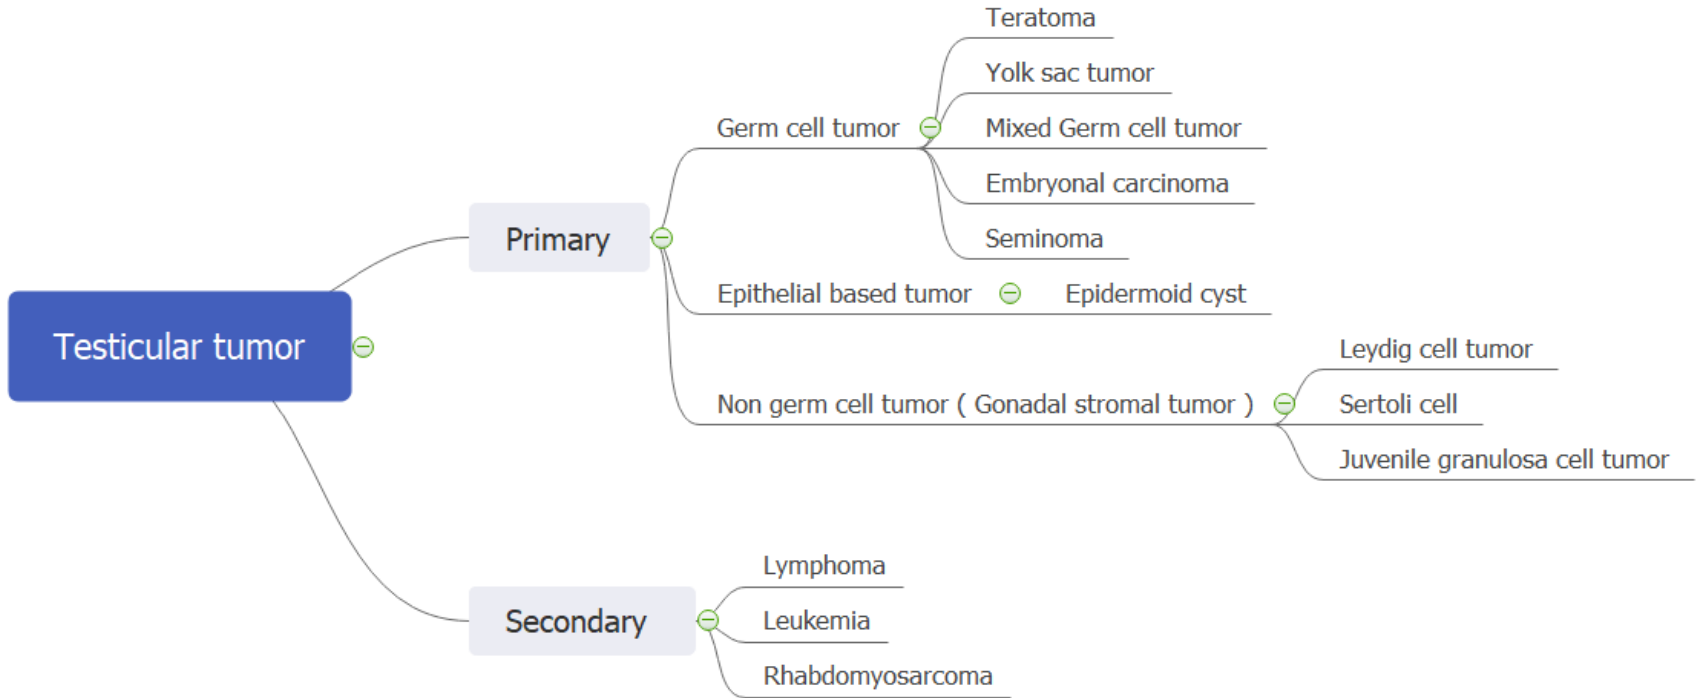 Testicular tumor
Primary
Germ cell tumor
Teratoma
Yolk sac tumor
Mixed Germ cell tumor
Embryonal carcinoma
Seminoma
Epithelial based tumor
Epidermoid cyst
Non germ cell tumor ( Gonadal stromal tumor )
Leydig cell tumor
Sertoli cell
Juvenile granulosa cell tumor
Secondary
Lymphoma
Leukemia
Rhabdomyosarcoma